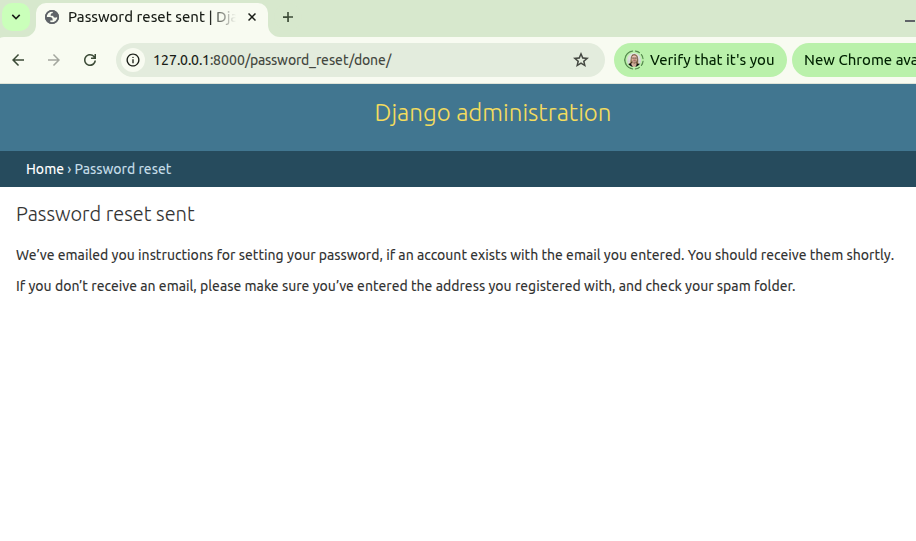 Password reset sent | Dja
127.0.0.1:8000/password_reset/done/
Verify that it's you
New Chrome ava
Django administration
Home › Password reset
Password reset sent
We’ve emailed you instructions for setting your password, if an account exists with the email you entered. You should receive them shortly.
If you don’t receive an email, please make sure you’ve entered the address you registered with, and check your spam folder.